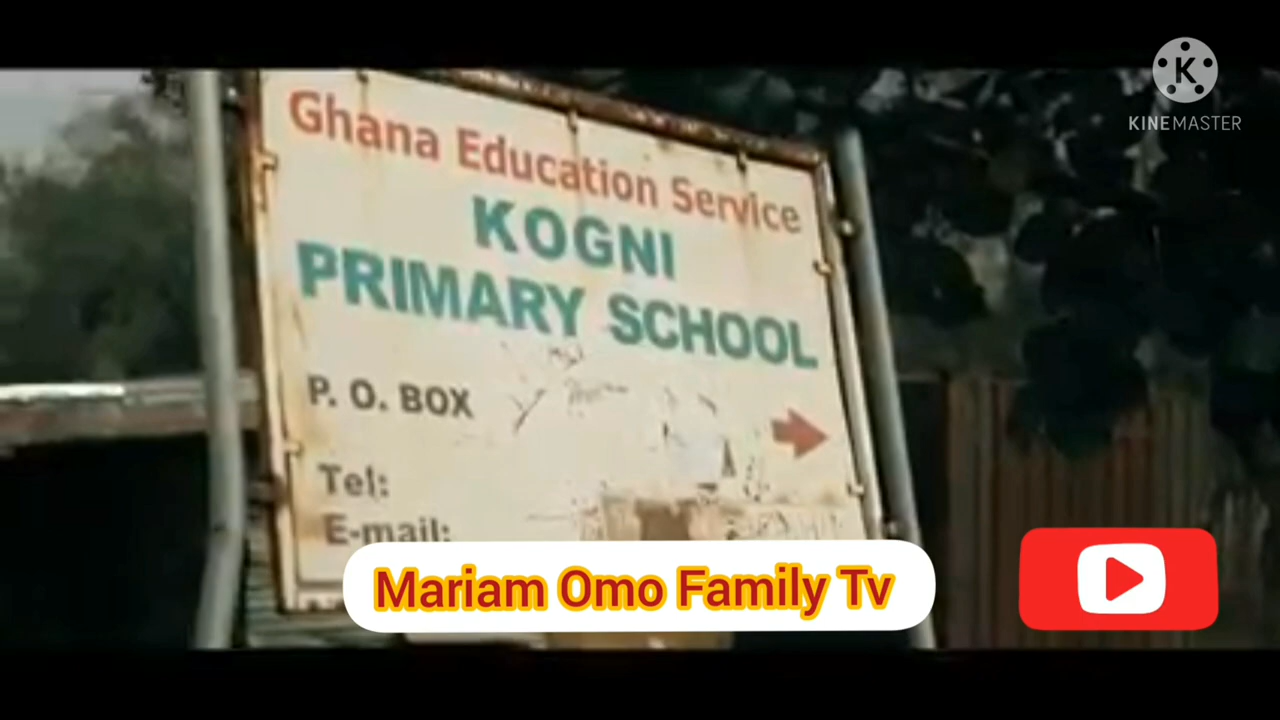 K
KINEMASTER
Ghana Education Service
KOGNI
PRIMARY SCHOOL
P. O. BOX
Tel:
E-mail:
Mariam Omo Family Tv